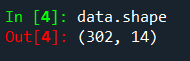 In [4]: data.shape
Out[4]: (302, 14)